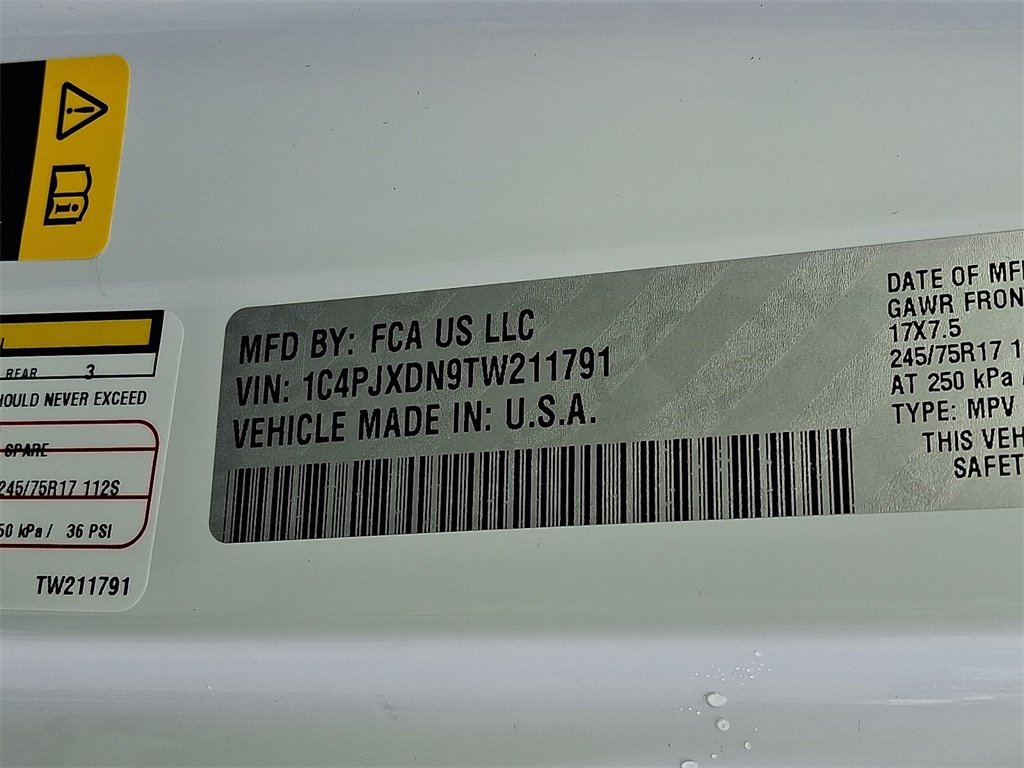 REAR 3
HOULD NEVER EXCEED
SPARE
245/75R17 112S
50 kPa / 36 PSI
TW211791
MFD BY: FCA US LLC
VIN: 1C4PJXDN9TW211791
VEHICLE MADE IN: U.S.A.
DATE OF MF
GAWR FRON
17X7.5
245/75R17 1
AT 250 kPa /
TYPE: MPV
THIS VEH
SAFET